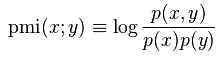 pmi(x; y) ≡ log p(x, y) / p(x)p(y)